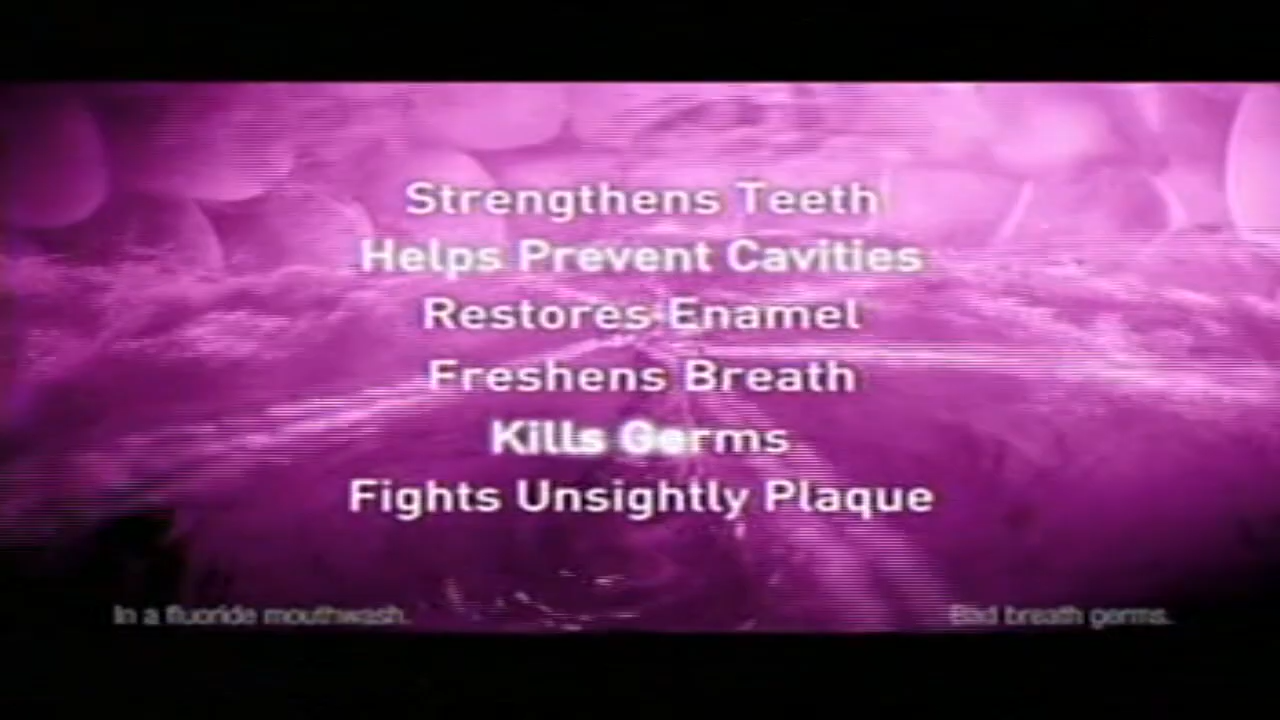 Strengthens Teeth
Helps Prevent Cavities
Restores Enamel
Freshens Breath
Kills Germs
Fights Unsightly Plaque
In a fluoride mouthwash.
Bad breath germs.